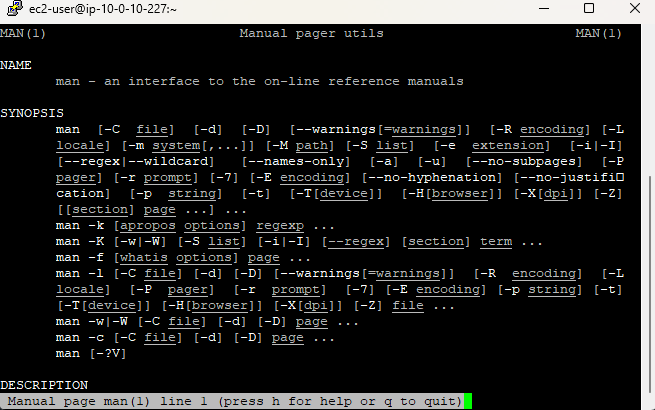 ec2-user@ip-10-0-10-227:~
MAN(1) Manual pager utils MAN(1)
NAME
man - an interface to the on-line reference manuals
SYNOPSIS
man [-C file] [-d] [-D] [--warnings[=warnings]] [-R encoding] [-L
locale] [-m system[,...]] [-M path] [-S list] [-e extension] [-i|-I]
[--regex|--wildcard] [--names-only] [-a] [-u] [--no-subpages] [-P
pager] [-r prompt] [-7] [-E encoding] [--no-hyphenation] [--no-justifi□
cation] [-p string] [-t] [-T[device]] [-H[browser]] [-X[dpi]] [-Z]
[[section] page ...] ...
man -k [apropos options] regexp ...
man -K [-w|-W] [-S list] [-i|-I] [--regex] [section] term ...
man -f [whatis options] page ...
man -l [-C file] [-d] [-D] [--warnings[=warnings]] [-R encoding] [-L
locale] [-P pager] [-r prompt] [-7] [-E encoding] [-p string] [-t]
[-T[device]] [-H[browser]] [-X[dpi]] [-Z] file ...
man -w|-W [-C file] [-d] [-D] page ...
man -c [-C file] [-d] [-D] page ...
man [-?V]
DESCRIPTION
Manual page man(1) line 1 (press h for help or q to quit)